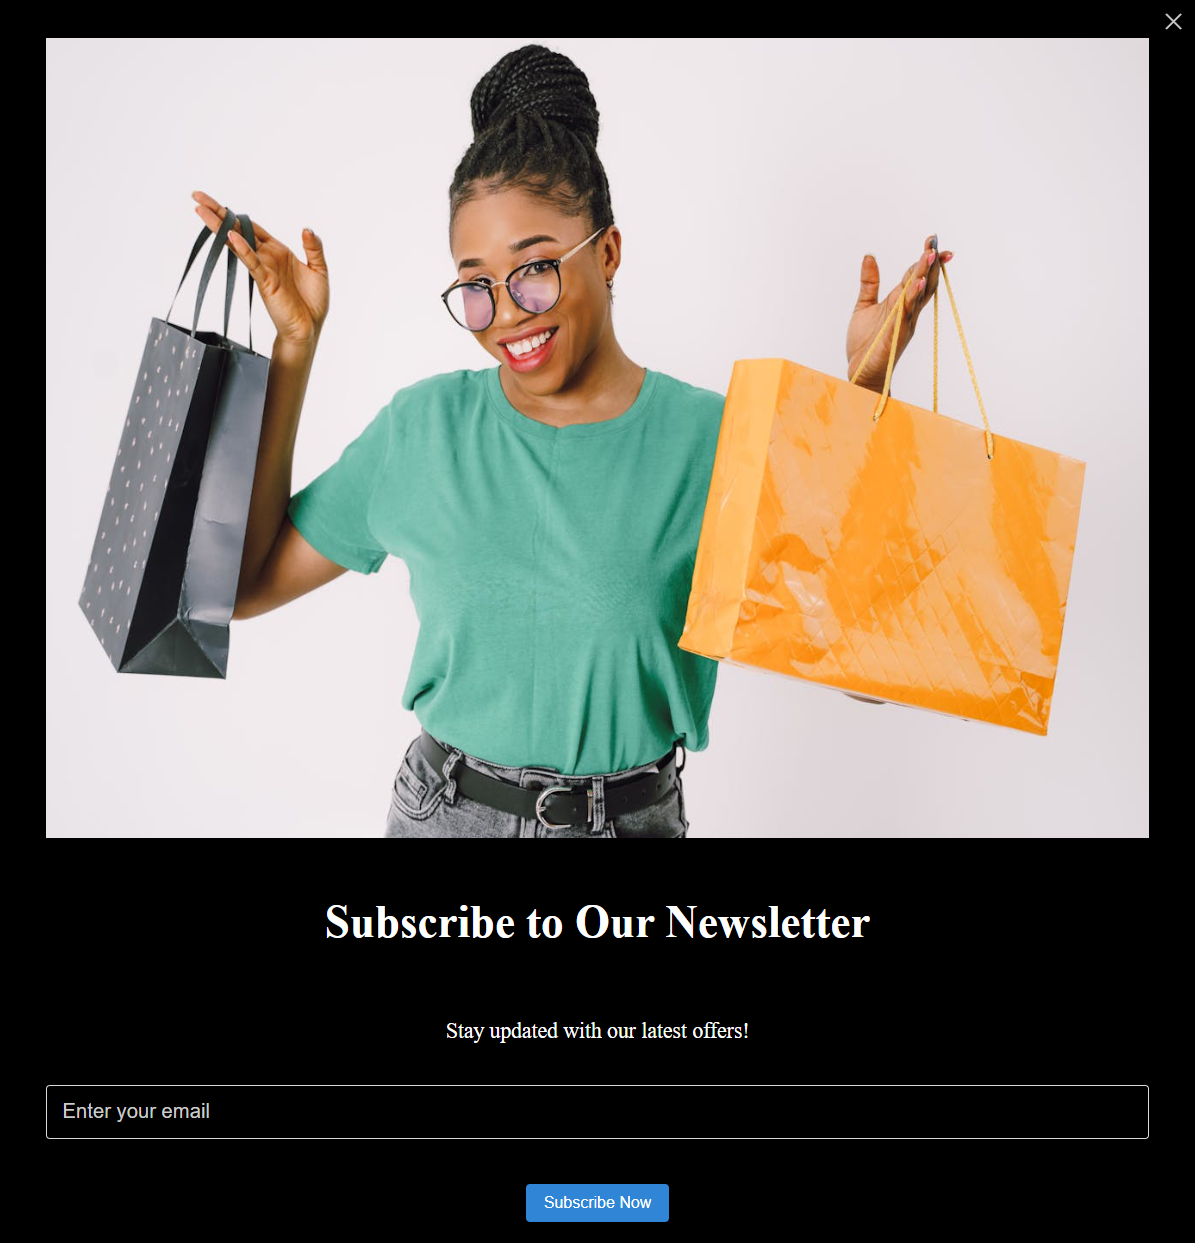 Subscribe to Our Newsletter
Stay updated with our latest offers!
Enter your email
Subscribe Now